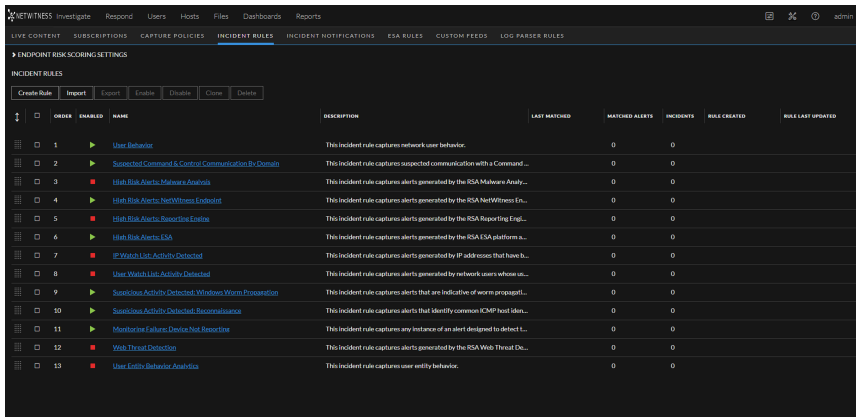 NETWITNESS Investigate Respond Users Hosts Files Dashboards Reports admin
LIVE CONTENT SUBSCRIPTIONS CAPTURE POLICIES INCIDENT RULES INCIDENT NOTIFICATIONS ESA RULES CUSTOM FEEDS LOG PARSER RULES
ENDPOINT RISK SCORING SETTINGS
INCIDENT RULES
Create Rule Import Export Enable Disable Clone Delete
ORDER ENABLED NAME DESCRIPTION LAST MATCHED MATCHED ALERTS INCIDENTS RULE CREATED RULE LAST UPDATED
1 User Behavior This incident rule captures network user behavior. 0 0
2 Suspected Command & Control Communication By Domain This incident rule captures suspected communication with a Command ... 0 0
3 High Risk Alerts: Malware Analysis This incident rule captures alerts generated by the RSA Malware Analy... 0 0
4 High Risk Alerts: NetWitness Endpoint This incident rule captures alerts generated by the RSA NetWitness En... 0 0
5 High Risk Alerts: Reporting Engine This incident rule captures alerts generated by the RSA Reporting Engi... 0 0
6 High Risk Alerts: ESA This incident rule captures alerts generated by the RSA ESA platform a... 0 0
7 IP Watch List: Activity Detected This incident rule captures alerts generated by IP addresses that have b... 0 0
8 User Watch List: Activity Detected This incident rule captures alerts generated by network users whose us... 0 0
9 Suspicious Activity Detected: Windows Worm Propagation This incident rule captures alerts that are indicative of worm propagati... 0 0
10 Suspicious Activity Detected: Reconnaissance This incident rule captures alerts that identify common ICMP host iden... 0 0
11 Monitoring Failure: Device Not Reporting This incident rule captures any instance of an alert designed to detect t... 0 0
12 Web Threat Detection This incident rule captures alerts generated by the RSA Web Threat De... 0 0
13 User Entity Behavior Analytics This incident rule captures user entity behavior. 0 0